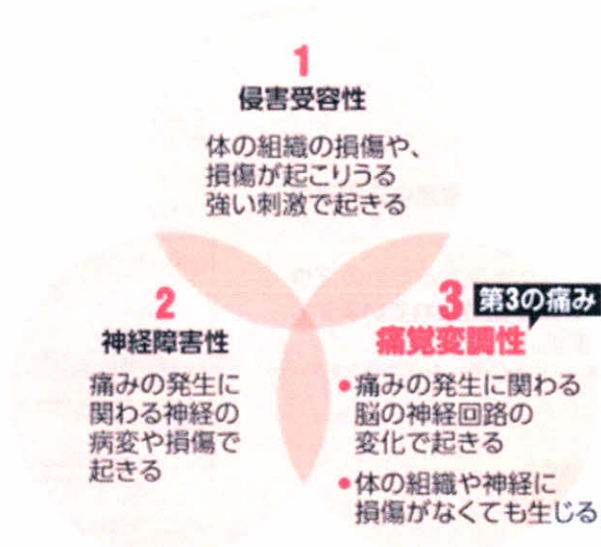 1
侵害受容性
体の組織の損傷や、
損傷が起こりうる
強い刺激で起きる
2
神経障害性
痛みの発生に
関わる神経の
病変や損傷で
起きる
3 第3の痛み
痛覚変調性
●痛みの発生に関わる
脳の神経回路の
変化で起きる
●体の組織や神経に
損傷がなくても生じる